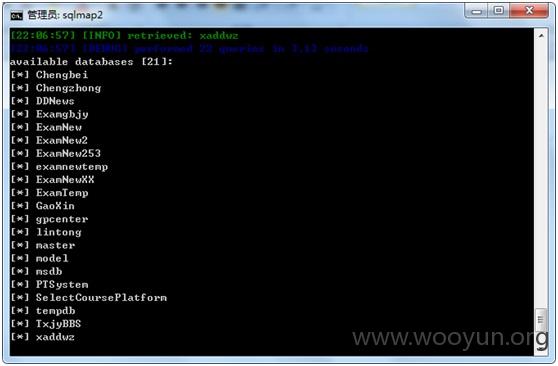 管理员: sqlmap2
[22:06:57] [INFO] retrieved: xaddwz
[22:06:57] [DEBUG] performed 22 queries in 3.13 seconds
available databases [21]:
[*] Chengbei
[*] Chengzhong
[*] DDNews
[*] Examgbjy
[*] ExamNew
[*] ExamNew2
[*] ExamNew253
[*] examnewtemp
[*] ExamNewXX
[*] ExamTemp
[*] GaoXin
[*] gpcenter
[*] lintong
[*] master
[*] model
[*] msdb
[*] PTSystem
[*] SelectCoursePlatform
[*] tempdb
[*] TxjyBBS
[*] xaddwz
www.wooyun.org